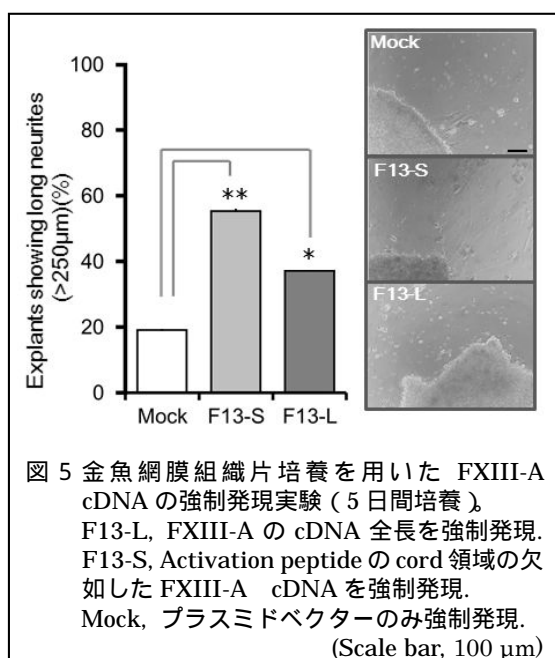 100
80
60
40
20
0
Explants showing long neurites
(>250μm)(%)
**
*
Mock F13-S F13-L
Mock
F13-S
F13-L
図 5 金魚網膜組織片培養を用いた FXIII-A
cDNA の強制発現実験（5 日間培養）。
F13-L, FXIII-A の cDNA 全長を強制発現.
F13-S, Activation peptide の cord 領域の欠
如した FXIII-A cDNA を強制発現.
Mock, プラスミドベクターのみ強制発現.
(Scale bar, 100 μm)